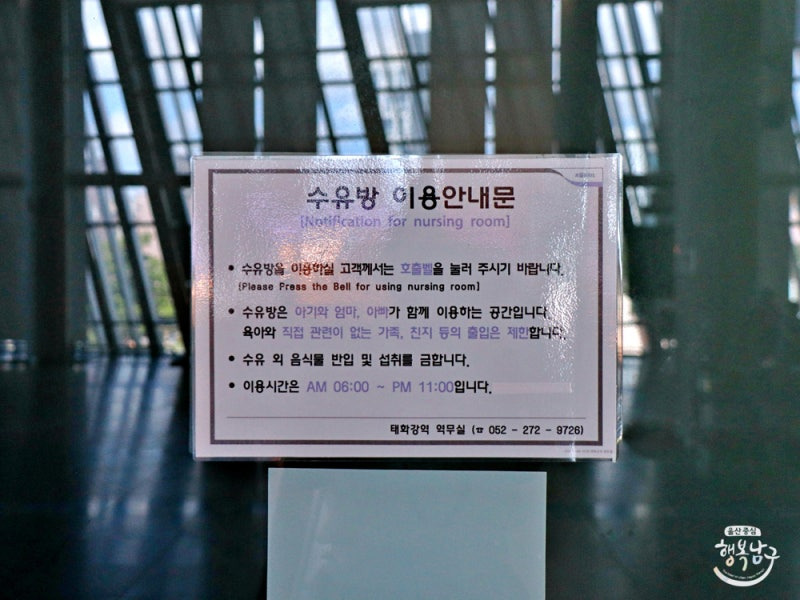 수유방 이용안내문
[Notification for nursing room]
• 수유방을 이용하실 고객께서는 호출벨을 눌러 주시기 바랍니다.
[Please Press the Bell for using nursing room]
• 수유방은 아기와 엄마, 아빠가 함께 이용하는 공간입니다.
육아와 직접 관련이 없는 가족, 친지 등의 출입은 제한합니다.
• 수유 외 음식물 반입 및 섭취를 금합니다.
• 이용시간은 AM 06:00 ~ PM 11:00입니다.
태화강역 역무실 (☎ 052 - 272 - 9726)
울산 중심
행복남구